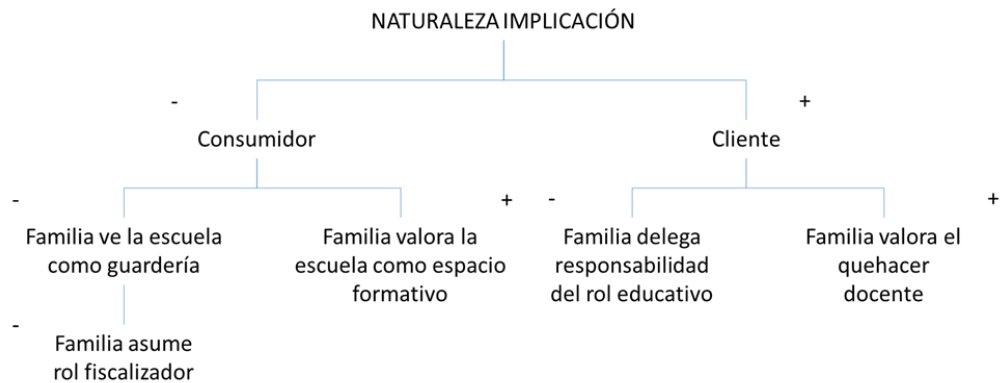 NATURALEZA IMPLICACIÓN
- +
Consumidor Cliente
- + - +
Familia ve la escuela
como guardería
Familia valora la
escuela como espacio
formativo
Familia delega
responsabilidad
del rol educativo
Familia valora el
quehacer
docente
-
Familia asume
rol fiscalizador